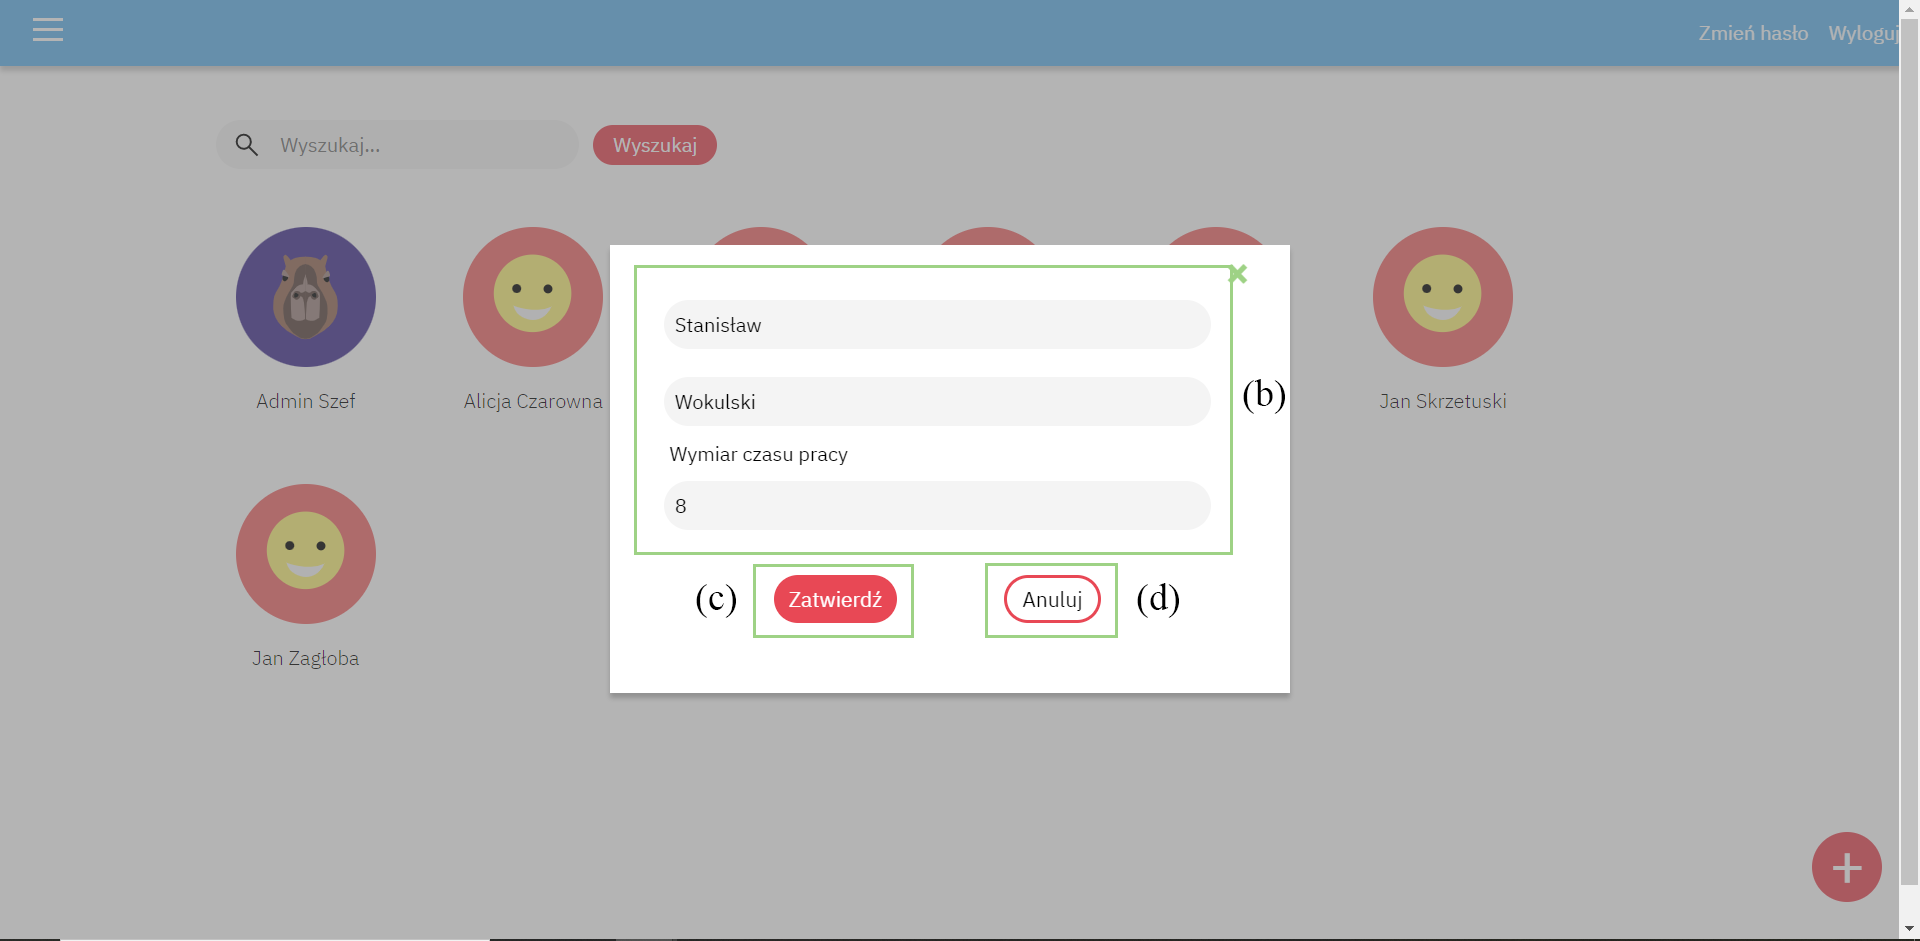 Zmień hasło Wyloguj
Wyszukaj... Wyszukaj
Admin Szef
Alicja Czarowna
Jan Skrzetuski
Jan Zagłoba
Stanisław
Wokulski
(b)
Wymiar czasu pracy
8
(c) Zatwierdź Anuluj (d)